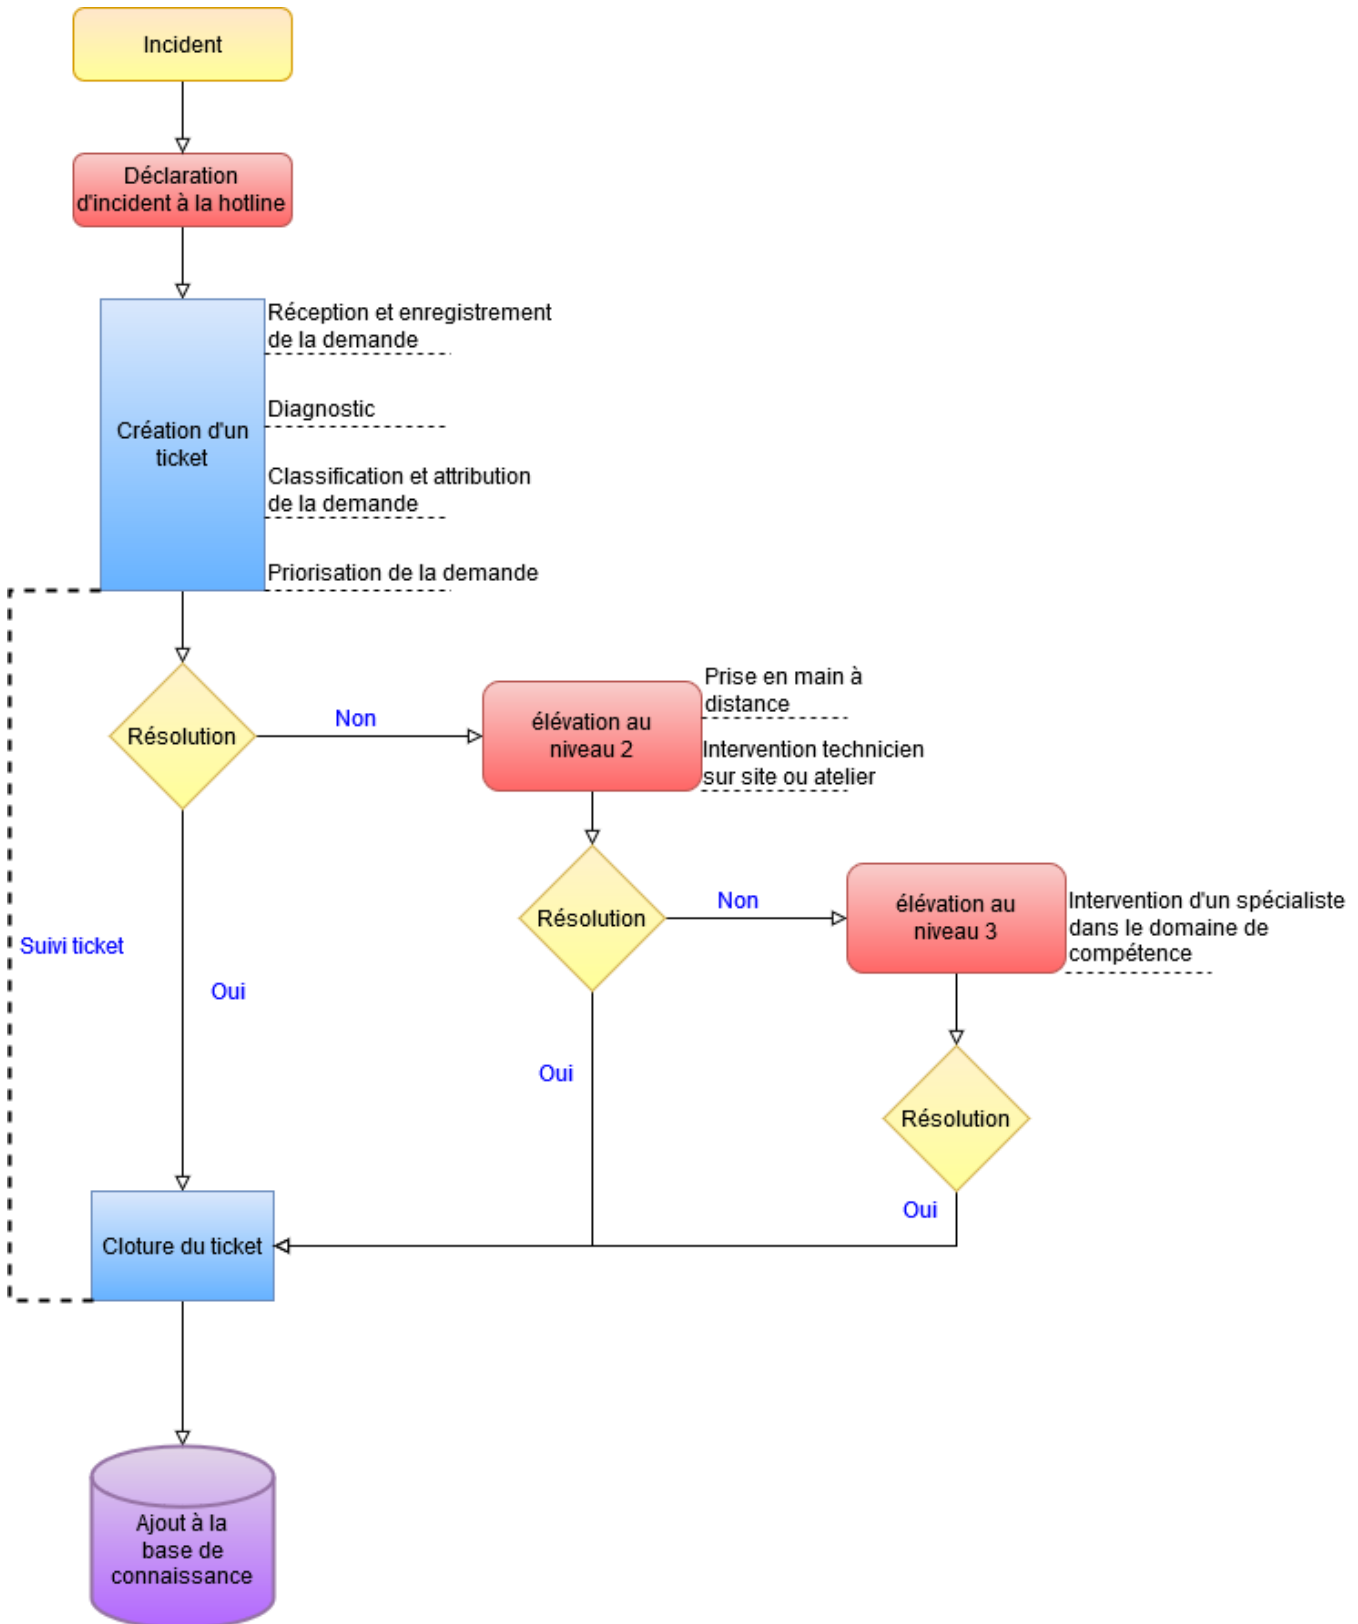 Incident
Déclaration
d'incident à la hotline
Réception et enregistrement
de la demande
Diagnostic
Création d'un
ticket
Classification et attribution
de la demande
Priorisation de la demande
Résolution
Non
élévation au
niveau 2
Prise en main à
distance
Intervention technicien
sur site ou atelier
Résolution
Non
élévation au
niveau 3
Intervention d'un spécialiste
dans le domaine de
compétence
Suivi ticket
Oui
Oui
Résolution
Oui
Cloture du ticket
Ajout à la
base de
connaissance